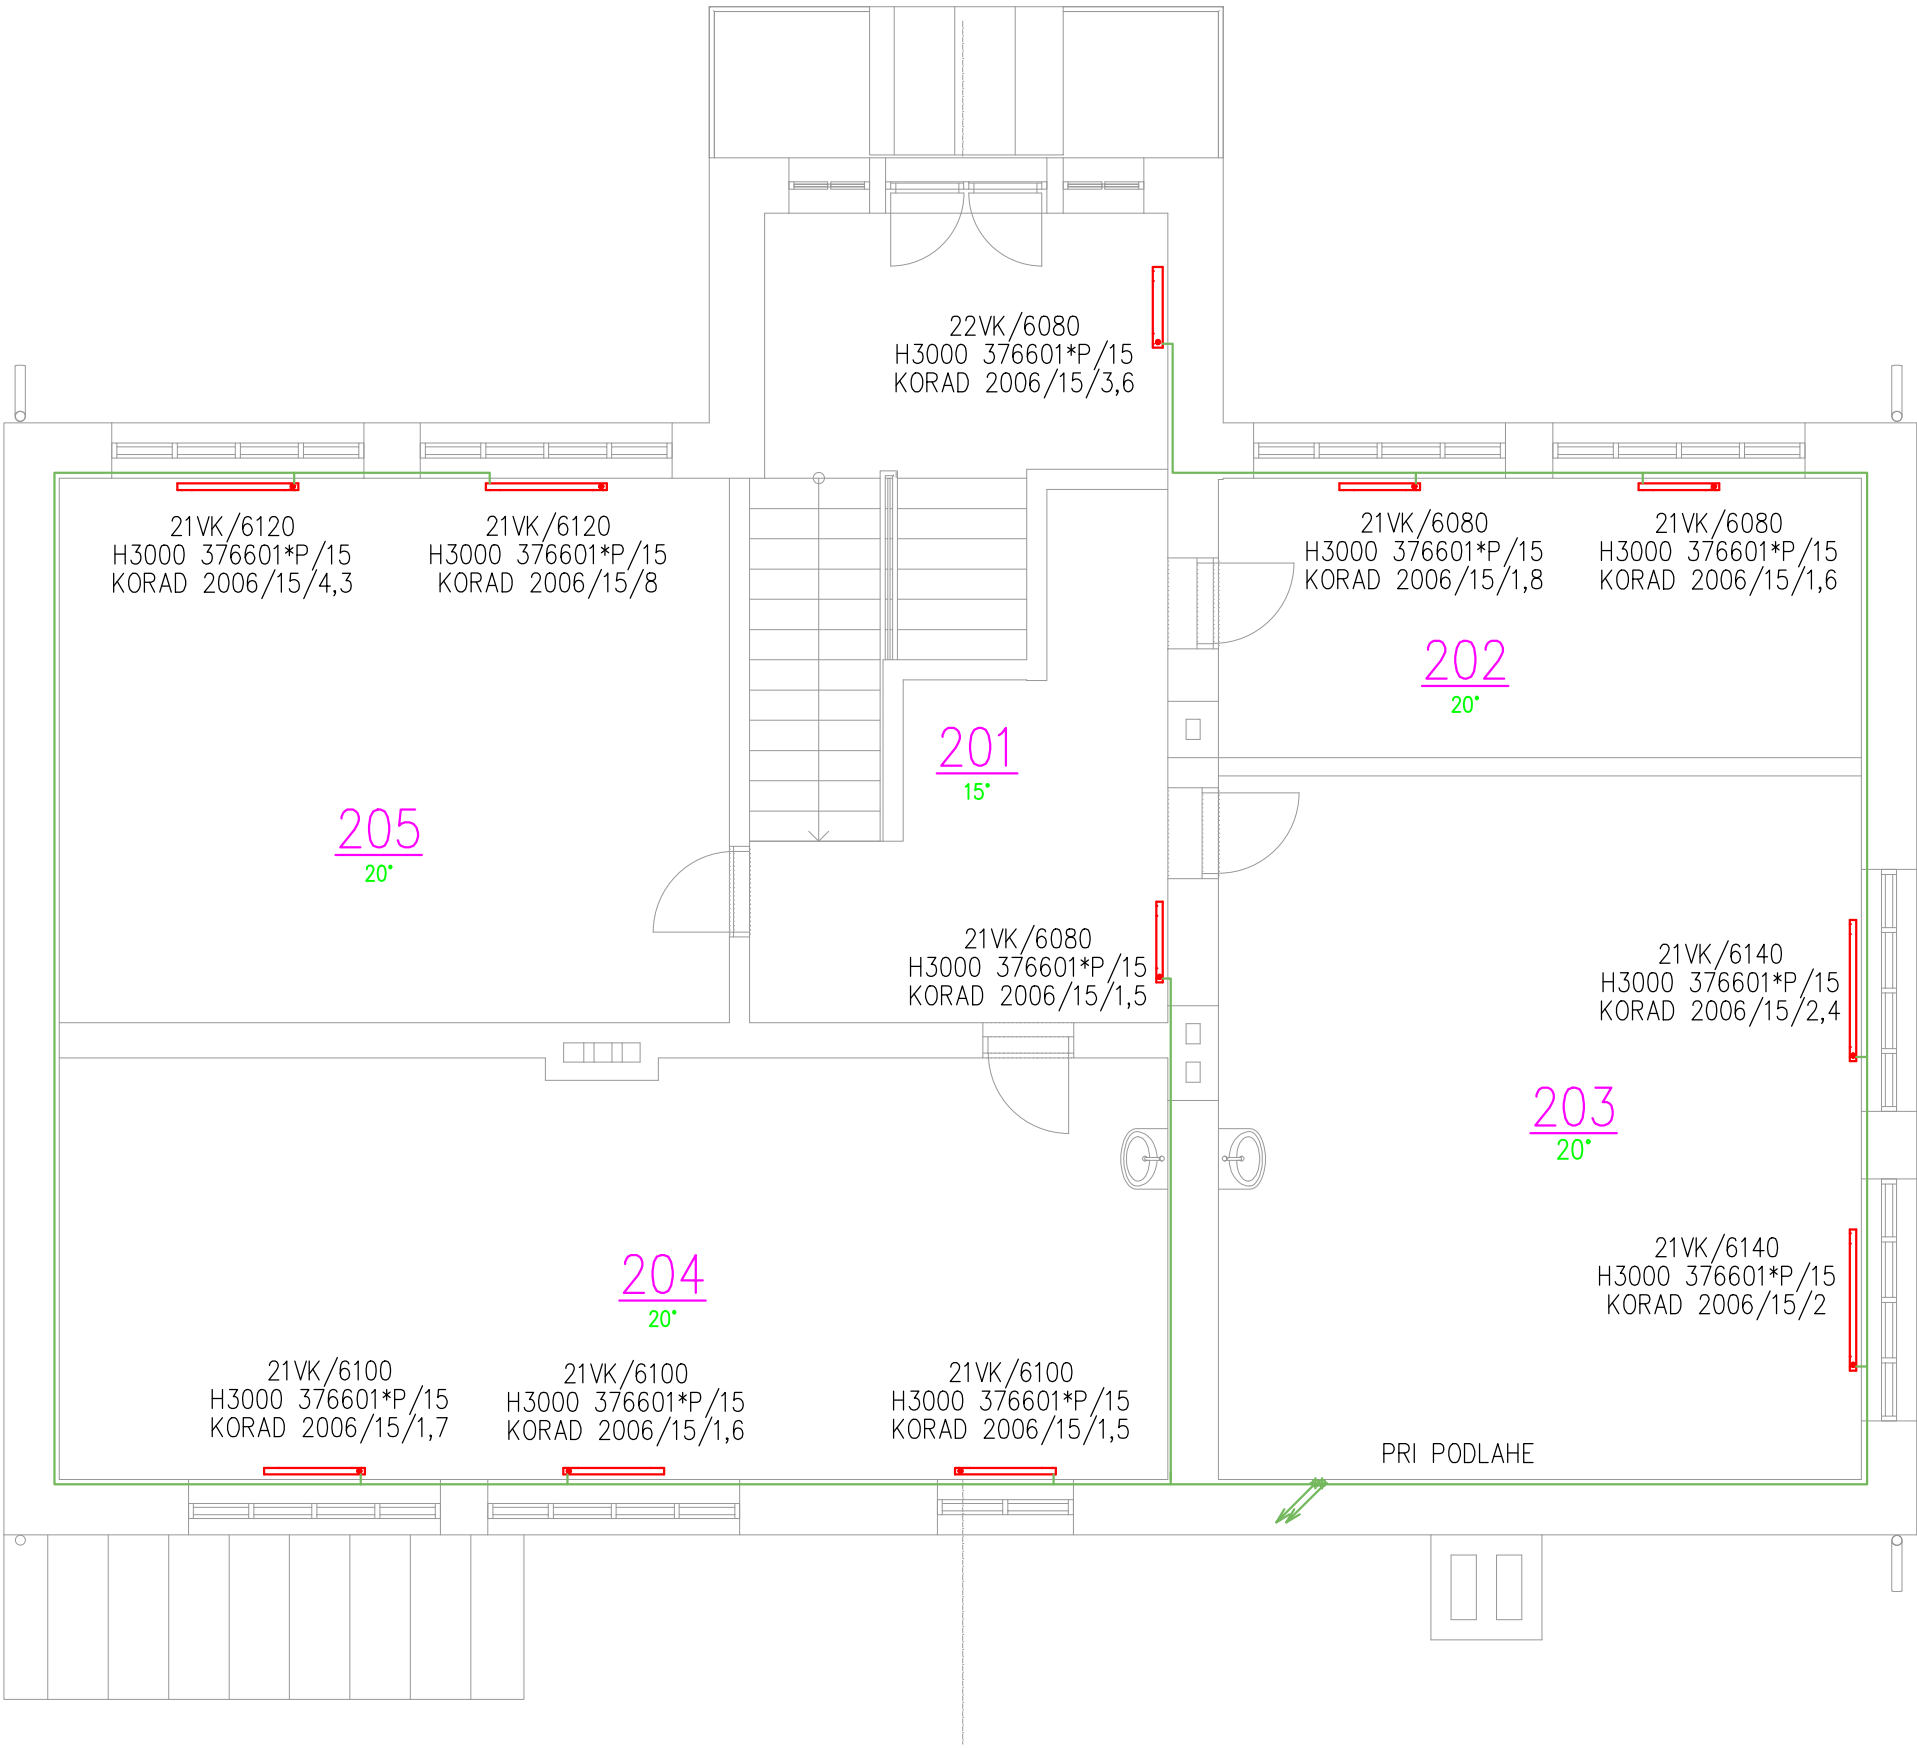 22VK/6080
H3000 376601*P/15
KORAD 2006/15/3,6
21VK/6120
H3000 376601*P/15
KORAD 2006/15/4,3
21VK/6120
H3000 376601*P/15
KORAD 2006/15/8
21VK/6080
H3000 376601*P/15
KORAD 2006/15/1,8
21VK/6080
H3000 376601*P/15
KORAD 2006/15/1,6
202
20°
201
15°
205
20°
21VK/6080
H3000 376601*P/15
KORAD 2006/15/1,5
21VK/6140
H3000 376601*P/15
KORAD 2006/15/2,4
203
20°
21VK/6140
H3000 376601*P/15
KORAD 2006/15/2
204
20°
21VK/6100
H3000 376601*P/15
KORAD 2006/15/1,7
21VK/6100
H3000 376601*P/15
KORAD 2006/15/1,6
21VK/6100
H3000 376601*P/15
KORAD 2006/15/1,5
PRI PODLAHE